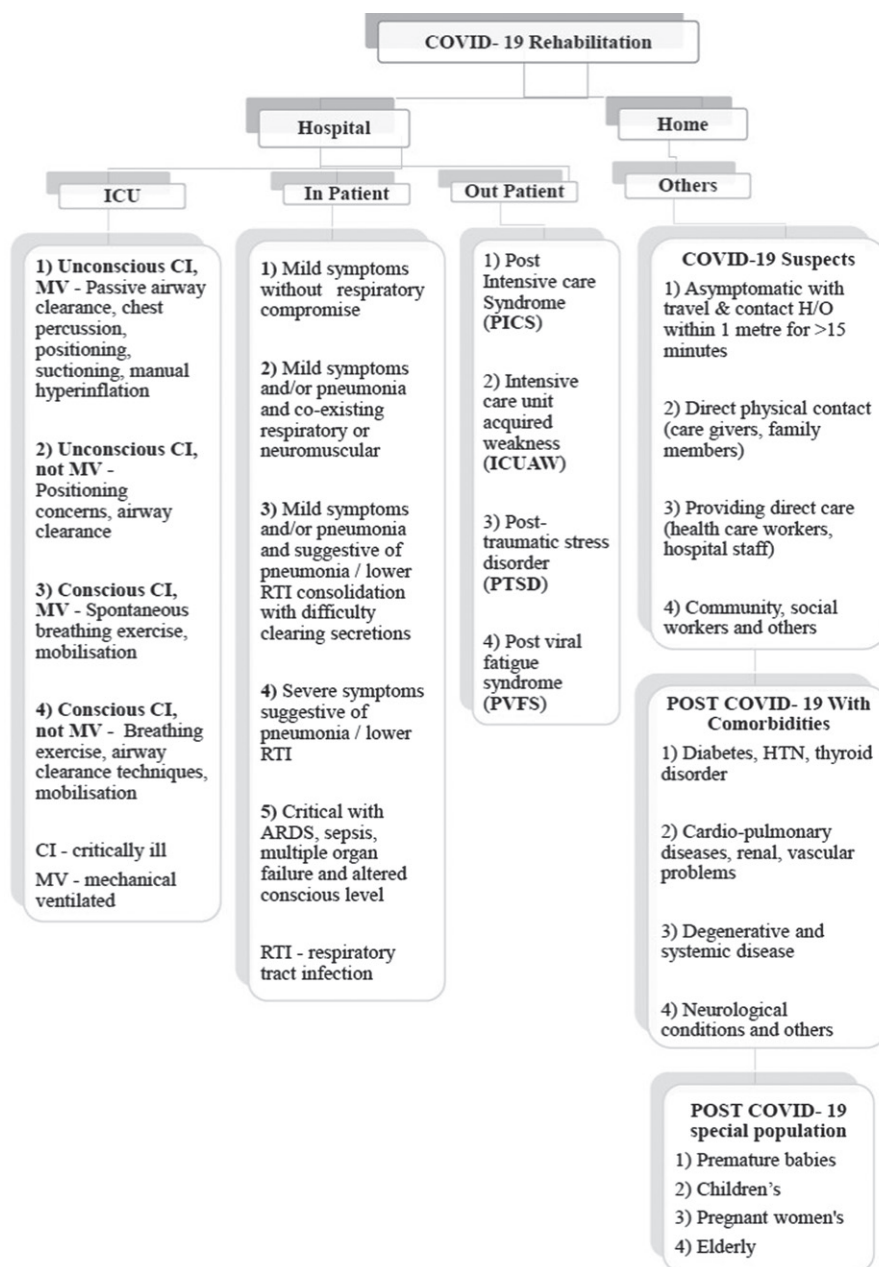 COVID- 19 Rehabilitation
Hospital
Home
ICU
In Patient
Out Patient
Others
1) Unconscious CI,
MV - Passive airway
clearance, chest
percussion,
positioning,
suctioning, manual
hyperinflation
2) Unconscious CI,
not MV -
Positioning
concerns, airway
clearance
3) Conscious CI,
MV - Spontaneous
breathing exercise,
mobilisation
4) Conscious CI,
not MV - Breathing
exercise, airway
clearance techniques,
mobilisation
CI - critically ill
MV - mechanical
ventilated
1) Mild symptoms
without respiratory
compromise
2) Mild symptoms
and/or pneumonia
and co-existing
respiratory or
neuromuscular
3) Mild symptoms
and/or pneumonia
and suggestive of
pneumonia / lower
RTI consolidation
with difficulty
clearing secretions
4) Severe symptoms
suggestive of
pneumonia / lower
RTI
5) Critical with
ARDS, sepsis,
multiple organ
failure and altered
conscious level
RTI - respiratory
tract infection
1) Post
Intensive care
Syndrome
(PICS)
2) Intensive
care unit
acquired
weakness
(ICUAW)
3) Post-
traumatic stress
disorder
(PTSD)
4) Post viral
fatigue
syndrome
(PVFS)
COVID-19 Suspects
1) Asymptomatic with
travel & contact H/O
within 1 metre for >15
minutes
2) Direct physical contact
(care givers, family
members)
3) Providing direct care
(health care workers,
hospital staff)
4) Community, social
workers and others
POST COVID- 19 With
Comorbidities
1) Diabetes, HTN, thyroid
disorder
2) Cardio-pulmonary
diseases, renal, vascular
problems
3) Degenerative and
systemic disease
4) Neurological
conditions and others
POST COVID- 19
special population
1) Premature babies
2) Children's
3) Pregnant women's
4) Elderly